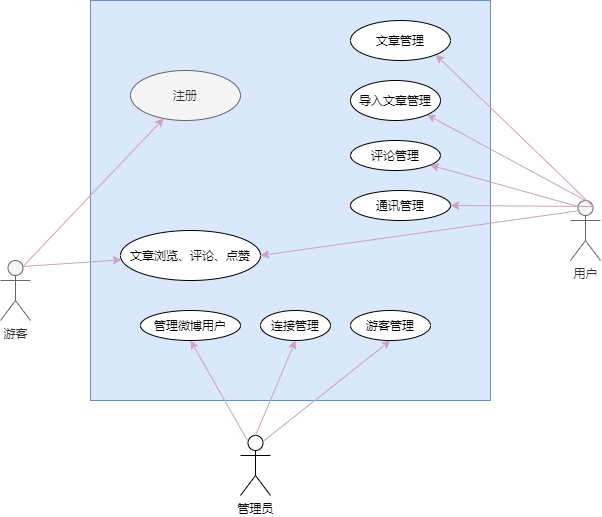 文章管理
注册
导入文章管理
评论管理
通讯管理
用户
文章浏览、评论、点赞
游客
管理微博用户
连接管理
游客管理
管理员